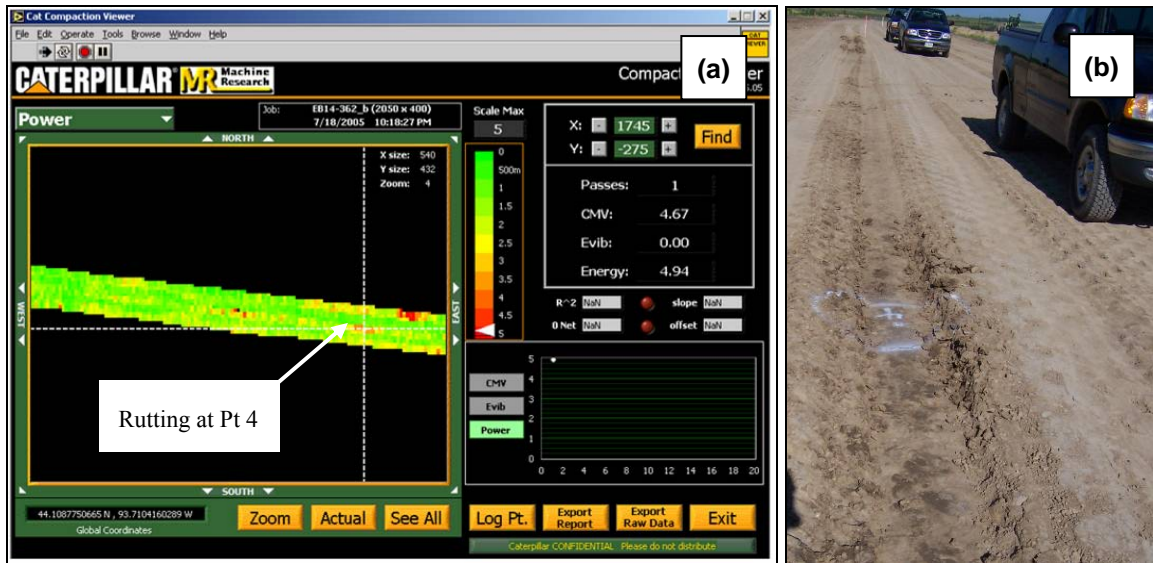 Cat Compaction Viewer
File Edit Operate Tools Browse Window Help
CAT
VIEWER
CATERPILLAR® MR Machine Research
(a)
Power
Job: EB14-362_b (2050 x 400)
7/18/2005 10:18:27 PM
NORTH
X size: 540
Y size: 432
Zoom: 4
WEST
EAST
Rutting at Pt 4
SOUTH
44.1087750665 N , 93.7104160289 W
Global Coordinates
Zoom Actual See All
Scale Max
5
0
500m
1
1.5
2
2.5
3
3.5
4
4.5
5
X: - 1745 +
Y: - -275 +
Find
Passes: 1
CMV: 4.67
Evib: 0.00
Energy: 4.94
R^2 NaN slope NaN
0 Net NaN offset NaN
CMV
Evib
Power
5
4
3
2
1
0
0 2 4 6 8 10 12 14 16 18 20
Log Pt. Export Report Export Raw Data Exit
Caterpillar CONFIDENTIAL Please do not distribute
(b)